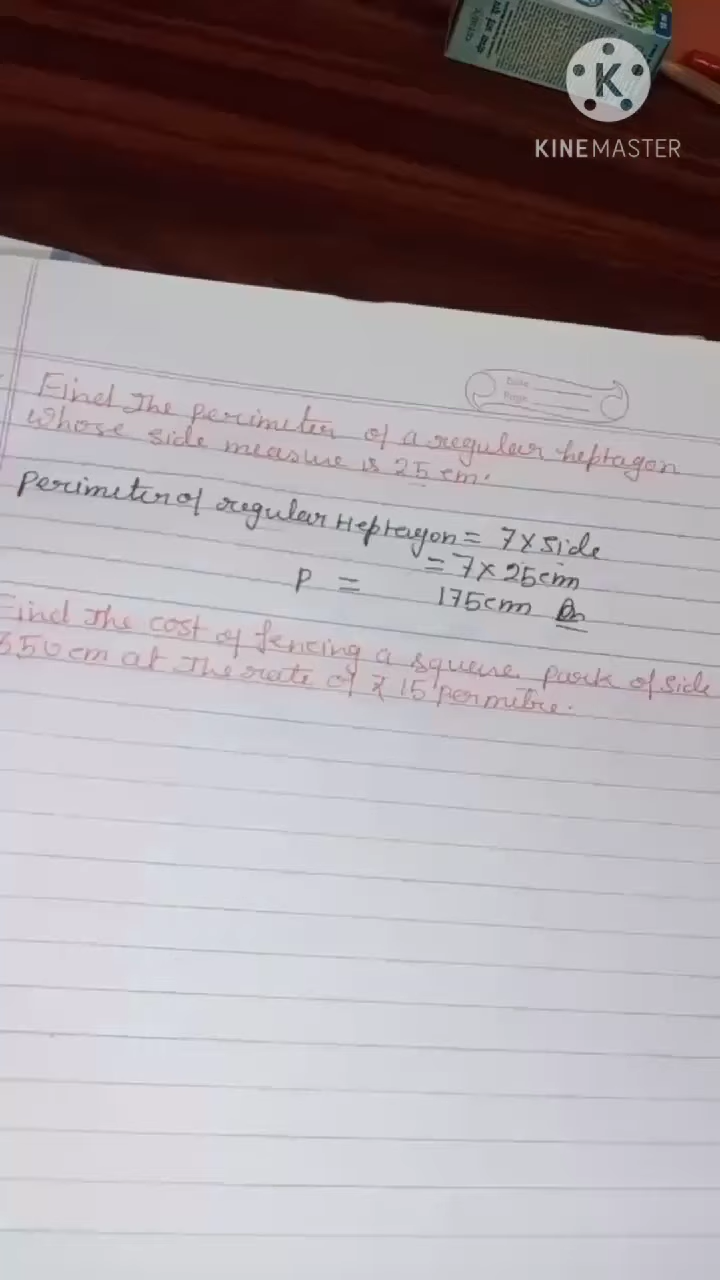 KINEMASTER
Date
Page
Find The perimeter of a regular heptagon
whose side measure is 25 cm.
Perimeter of regular Heptagon = 7 x side
= 7 x 25cm
P = 175cm
Find The cost of fencing a square park of side
350 cm at The rate of ₹ 15 per metre.